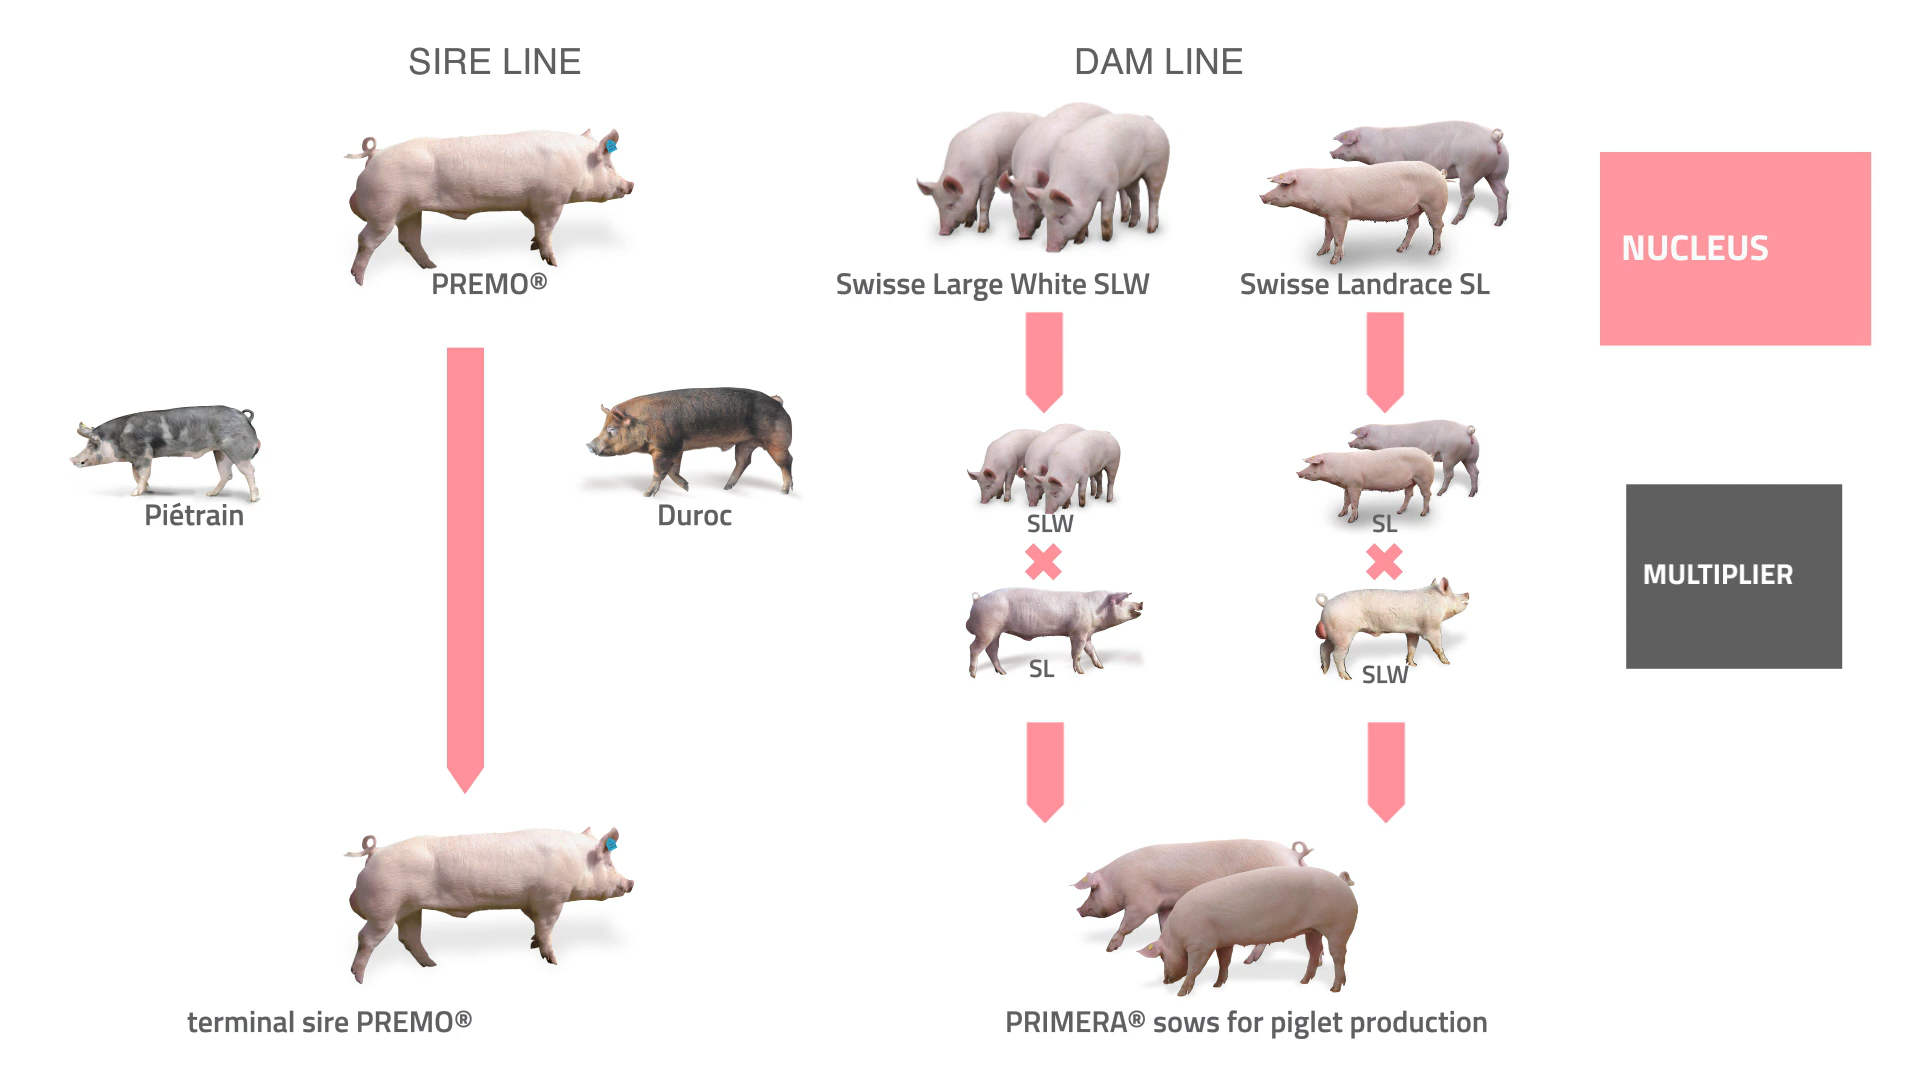 SIRE LINE
DAM LINE
PREMO®
Swisse Large White SLW
Swisse Landrace SL
NUCLEUS
Piétrain
Duroc
SLW
SL
MULTIPLIER
SL
SLW
terminal sire PREMO®
PRIMERA® sows for piglet production